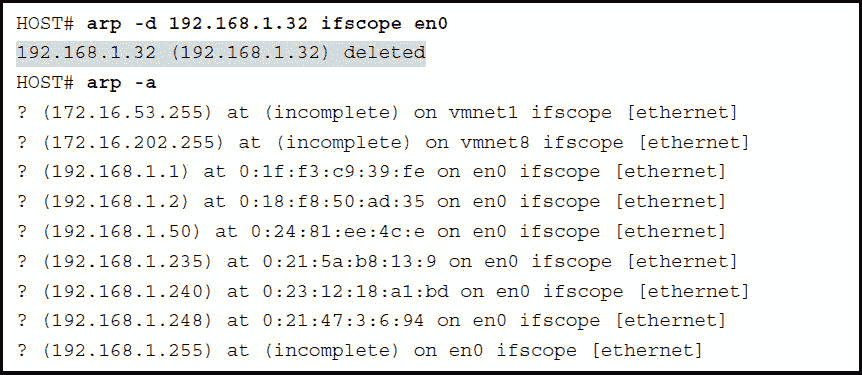 HOST# arp -d 192.168.1.32 ifscope en0
192.168.1.32 (192.168.1.32) deleted
HOST# arp -a
? (172.16.53.255) at (incomplete) on vmnet1 ifscope [ethernet]
? (172.16.202.255) at (incomplete) on vmnet8 ifscope [ethernet]
? (192.168.1.1) at 0:1f:f3:c9:39:fe on en0 ifscope [ethernet]
? (192.168.1.2) at 0:18:f8:50:ad:35 on en0 ifscope [ethernet]
? (192.168.1.50) at 0:24:81:ee:4c:e on en0 ifscope [ethernet]
? (192.168.1.235) at 0:21:5a:b8:13:9 on en0 ifscope [ethernet]
? (192.168.1.240) at 0:23:12:18:a1:bd on en0 ifscope [ethernet]
? (192.168.1.248) at 0:21:47:3:6:94 on en0 ifscope [ethernet]
? (192.168.1.255) at (incomplete) on en0 ifscope [ethernet]